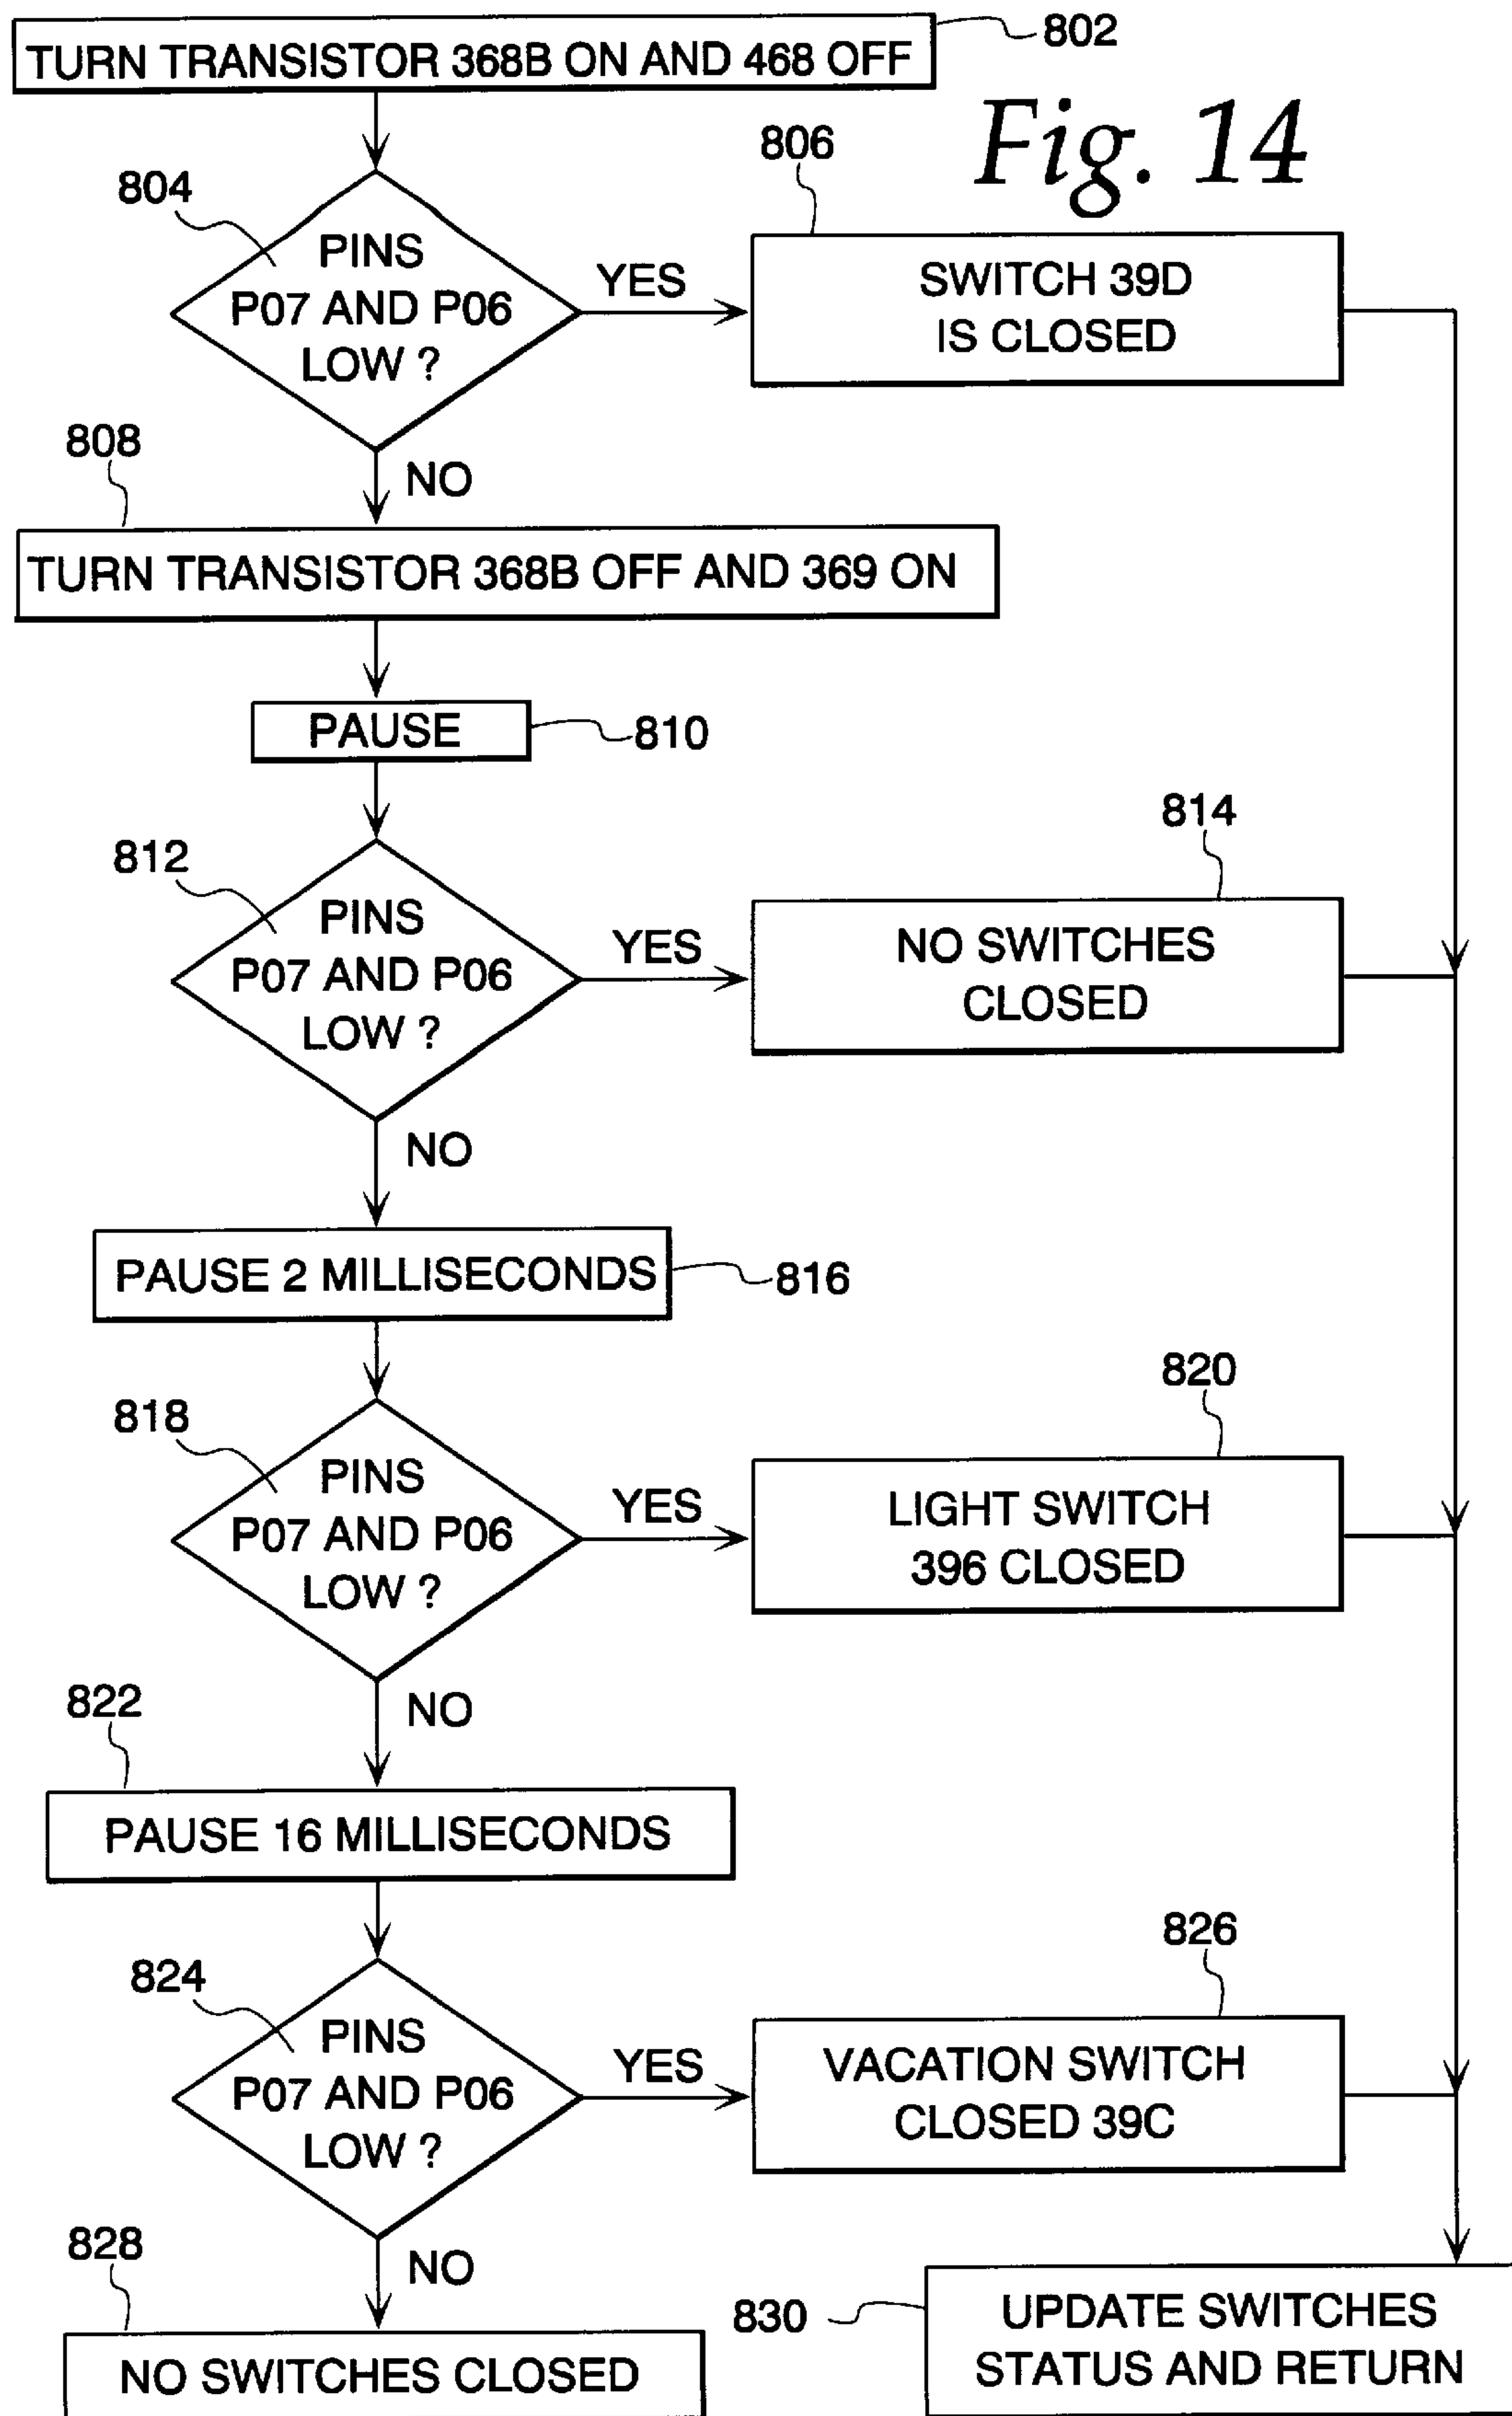 TURN TRANSISTOR 368B ON AND 468 OFF
802
Fig. 14
804
PINS
P07 AND P06
LOW ?
YES
806
SWITCH 39D
IS CLOSED
NO
808
TURN TRANSISTOR 368B OFF AND 369 ON
PAUSE
810
812
PINS
P07 AND P06
LOW ?
YES
814
NO SWITCHES
CLOSED
NO
PAUSE 2 MILLISECONDS
816
818
PINS
P07 AND P06
LOW ?
YES
820
LIGHT SWITCH
396 CLOSED
NO
822
PAUSE 16 MILLISECONDS
824
PINS
P07 AND P06
LOW ?
YES
826
VACATION SWITCH
CLOSED 39C
NO
828
NO SWITCHES CLOSED
830
UPDATE SWITCHES
STATUS AND RETURN